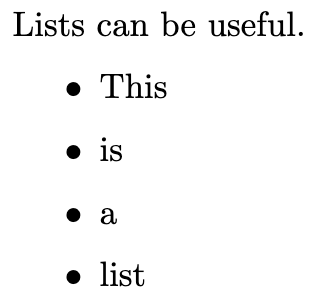 Lists can be useful.
• This
• is
• a
• list